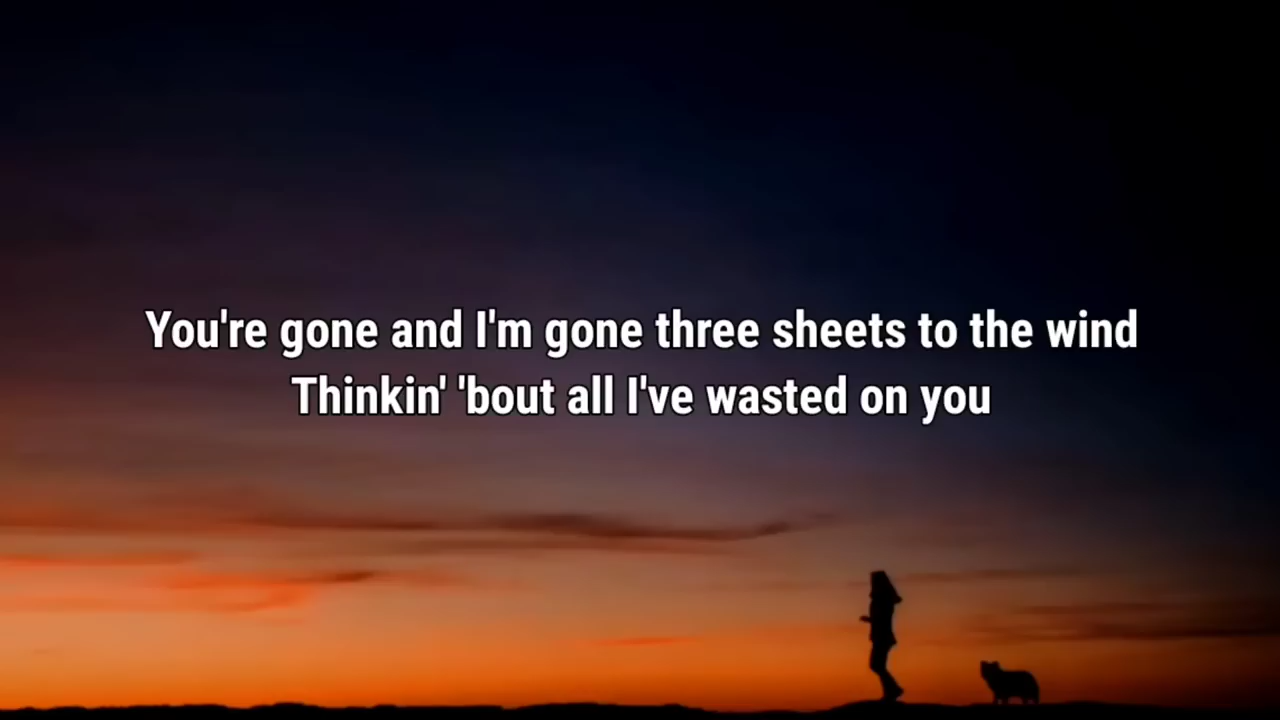 You're gone and I'm gone three sheets to the wind
Thinkin' 'bout all I've wasted on you